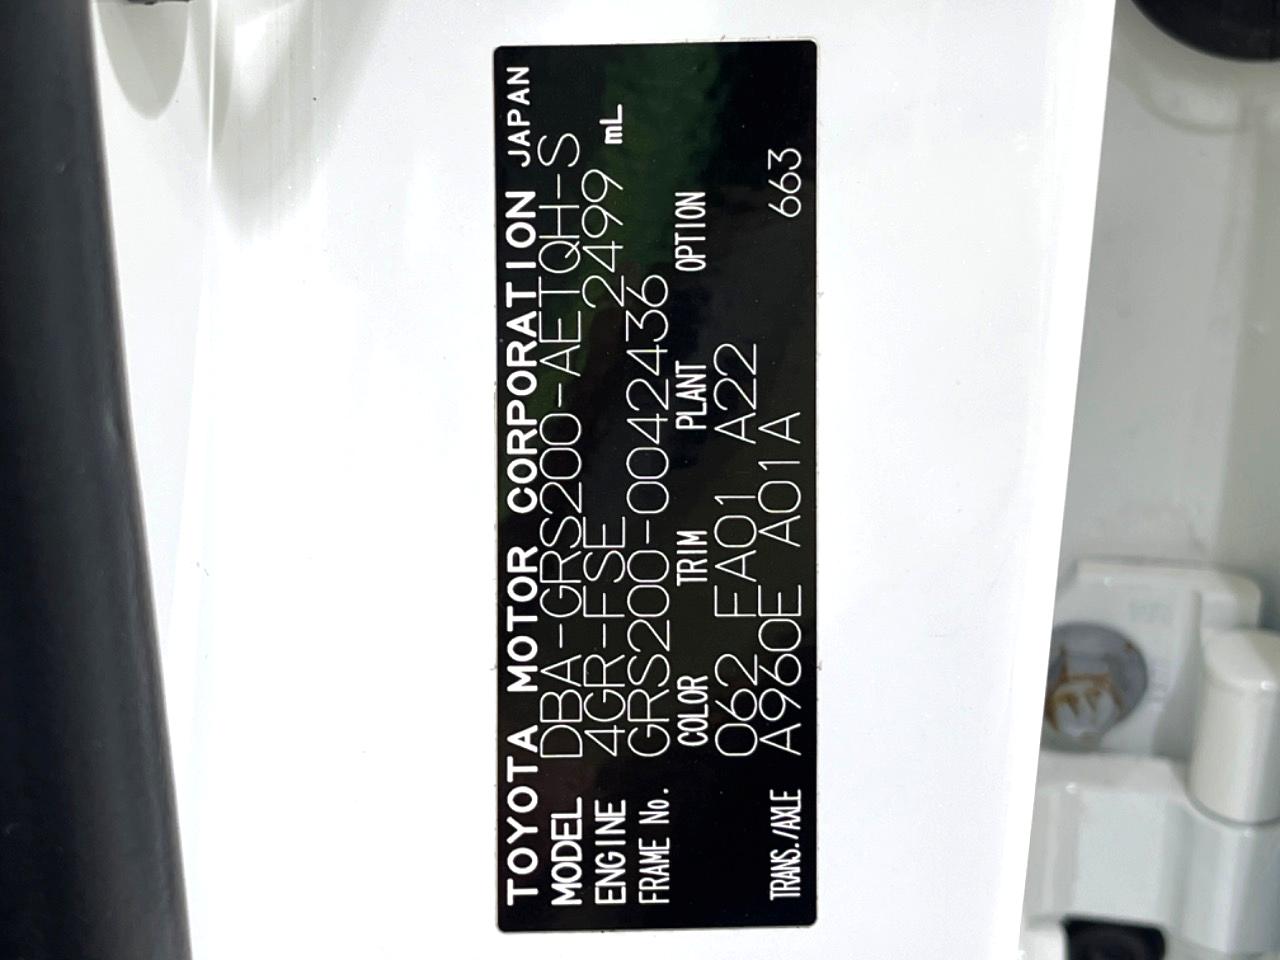 TOYOTA MOTOR CORPORATION JAPAN
MODEL DBA-GRS200-AETQH-S
ENGINE 4GR-FSE 2499 mL
FRAME No. GRS200-0042436
COLOR TRIM PLANT OPTION
062 FA01 A22
TRANS./AXLE A960E A01A 663